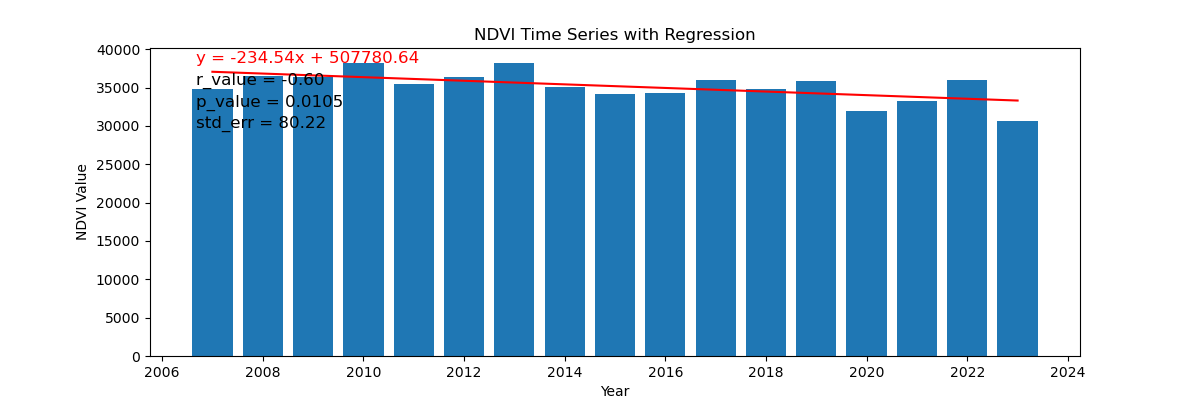 NDVI Time Series with Regression
40000
35000
30000
25000
20000
15000
10000
5000
0
NDVI Value
y = -234.54x + 507780.64
r_value = -0.60
p_value = 0.0105
std_err = 80.22
2006 2008 2010 2012 2014 2016 2018 2020 2022 2024
Year